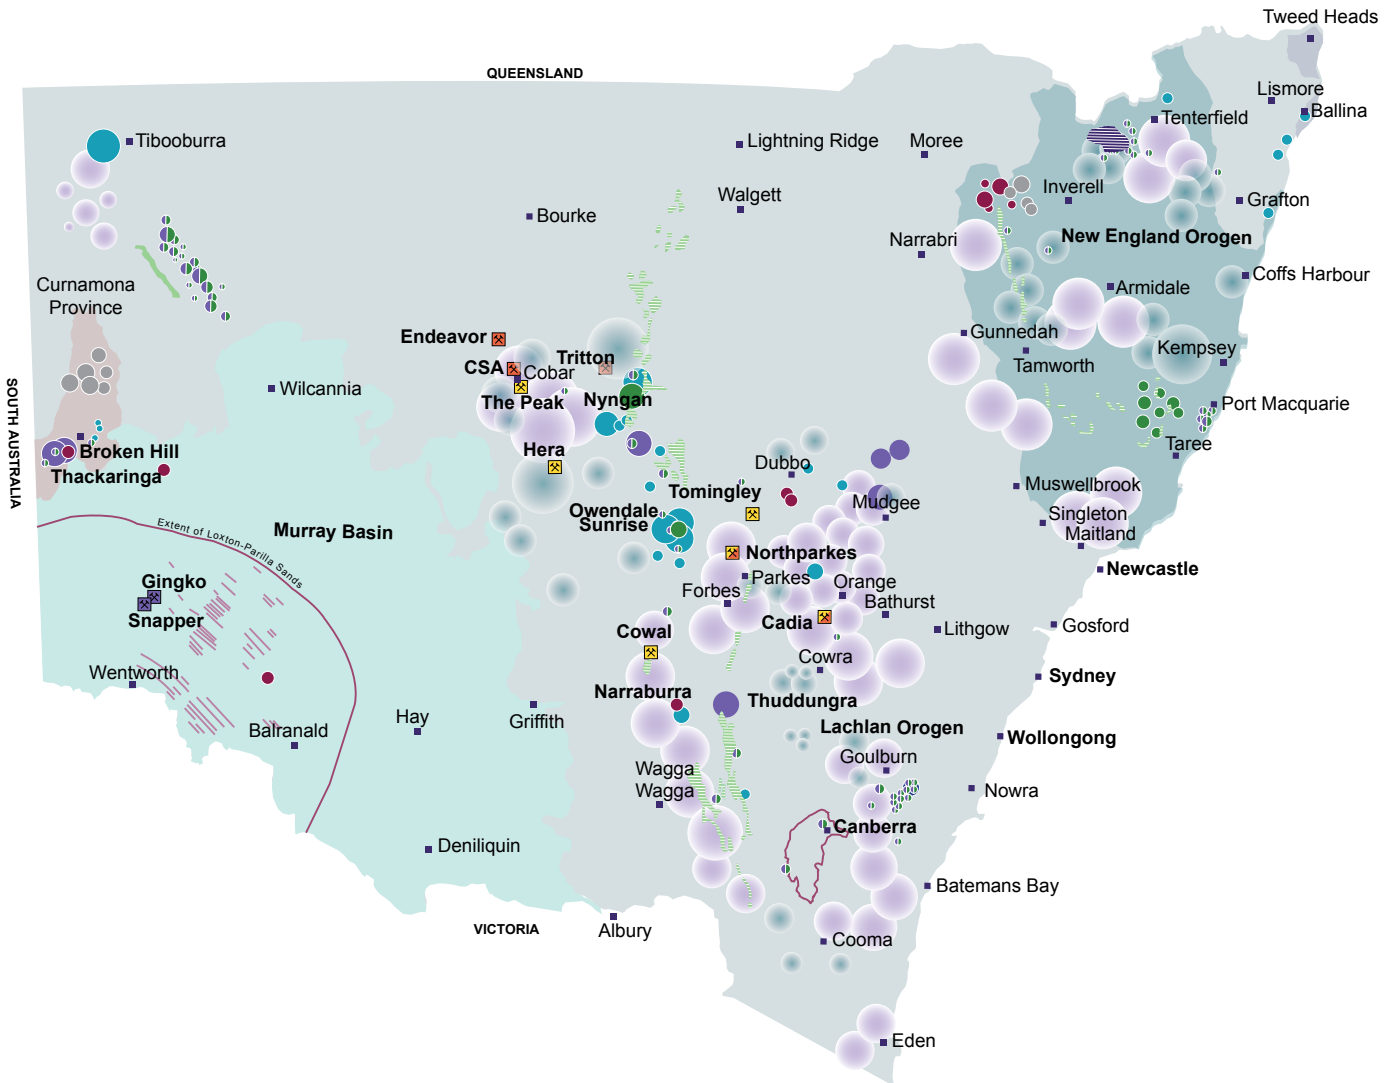 Tweed Heads
QUEENSLAND
Lismore
Ballina
Tenterfield
Tibooburra
Lightning Ridge
Moree
Walgett
Inverell
Grafton
Bourke
Narrabri
New England Orogen
Curnamona
Province
Coffs Harbour
Armidale
Endeavor
Gunnedah
CSA
Cobar
Tritton
Tamworth
Kempsey
SOUTH AUSTRALIA
Wilcannia
The Peak
Nyngan
Port Macquarie
Broken Hill
Thackaringa
Hera
Taree
Dubbo
Tomingley
Muswellbrook
Mudgee
Owendale
Sunrise
Singleton
Maitland
Extent of Loxton-Parilla Sands
Murray Basin
Northparkes
Newcastle
Gingko
Snapper
Parkes
Forbes
Orange
Bathurst
Cadia
Cowal
Lithgow
Gosford
Cowra
Wentworth
Sydney
Narraburra
Thuddungra
Hay
Griffith
Balranald
Lachlan Orogen
Wollongong
Goulburn
Wagga
Wagga
Nowra
Canberra
Deniliquin
Batemans Bay
VICTORIA
Albury
Cooma
Eden